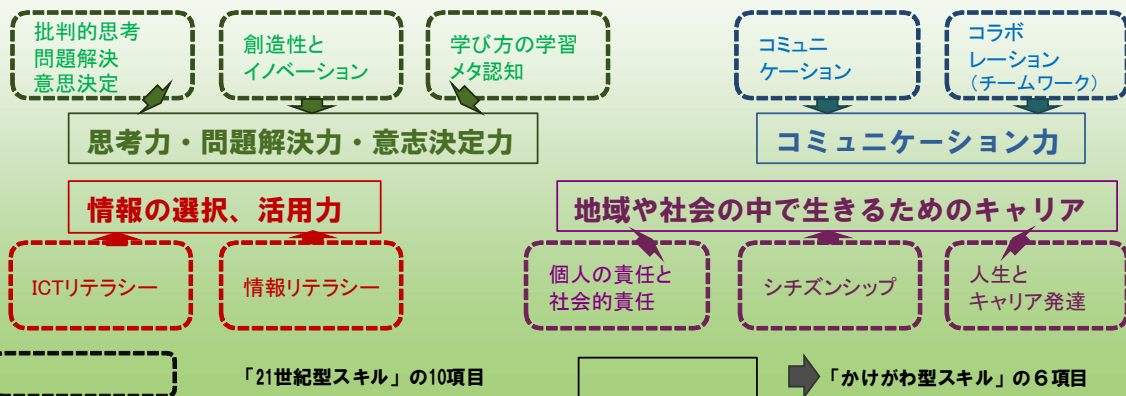 批判的思考
問題解決
意思決定
創造性と
イノベーション
学び方の学習
メタ認知
コミュニ
ケーション
コラボ
レーション
(チームワーク)
思考力・問題解決力・意志決定力
コミュニケーション力
情報の選択、活用力
地域や社会の中で生きるためのキャリア
ICTリテラシー
情報リテラシー
個人の責任と
社会的責任
シチズンシップ
人生と
キャリア発達
「21世紀型スキル」の10項目
「かけがわ型スキル」の６項目